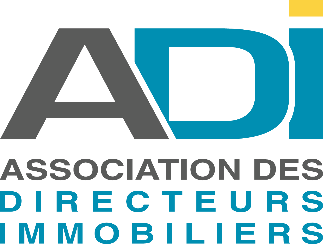 ADI
ASSOCIATION DES
DIRECTEURS
IMMOBILIERS